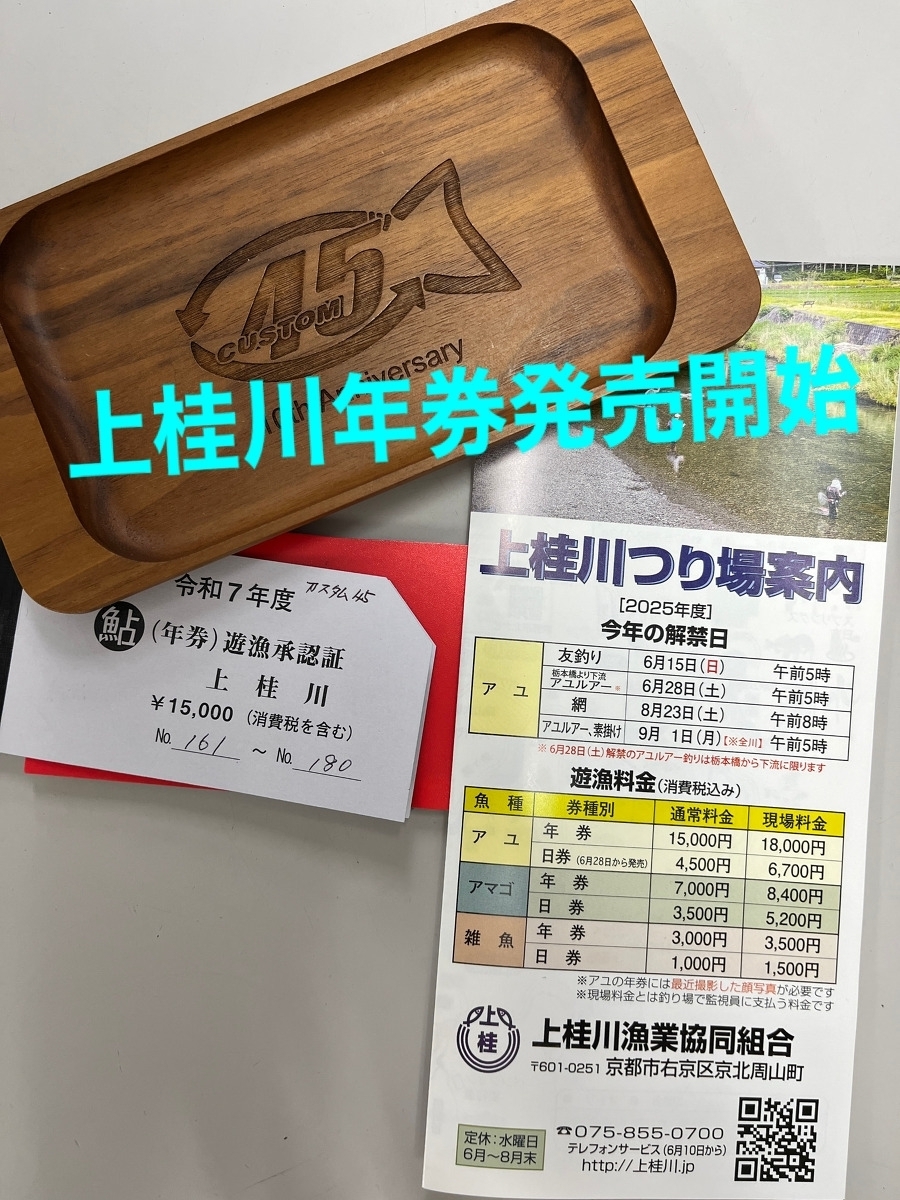 45
CUSTOM
10th Anniversary
上桂川年券発売開始
令和7年度 カスタム45
鮎 (年券)遊漁承認証
上桂川
¥15,000 (消費税を含む)
No. 161 ～ No. 180
上桂川つり場案内
[2025年度]
今年の解禁日
アユ 友釣り 6月15日(日) 午前5時
栃木橋より下流 アユルアー※ 6月28日(土) 午前5時
網 8月23日(土) 午前8時
アユルアー、素掛け 9月 1日(月)【※全川】 午前5時
※ 6月28日(土)解禁のアユルアー釣りは栃本橋から下流に限ります
遊漁料金(消費税込み)
魚種 券種別 通常料金 現場料金
アユ 年券 15,000円 18,000円
日券(6月28日から発売) 4,500円 6,700円
アマゴ 年券 7,000円 8,400円
日券 3,500円 5,200円
雑魚 年券 3,000円 3,500円
日券 1,000円 1,500円
※アユの年券には最近撮影した顔写真が必要です
※現場料金とは釣り場で監視員に支払う料金です
上桂
上桂川漁業協同組合
〒601-0251 京都市右京区京北周山町
定休:水曜日
6月～8月末
☎075-855-0700
テレフォンサービス(6月10日から)
http://上桂川.jp